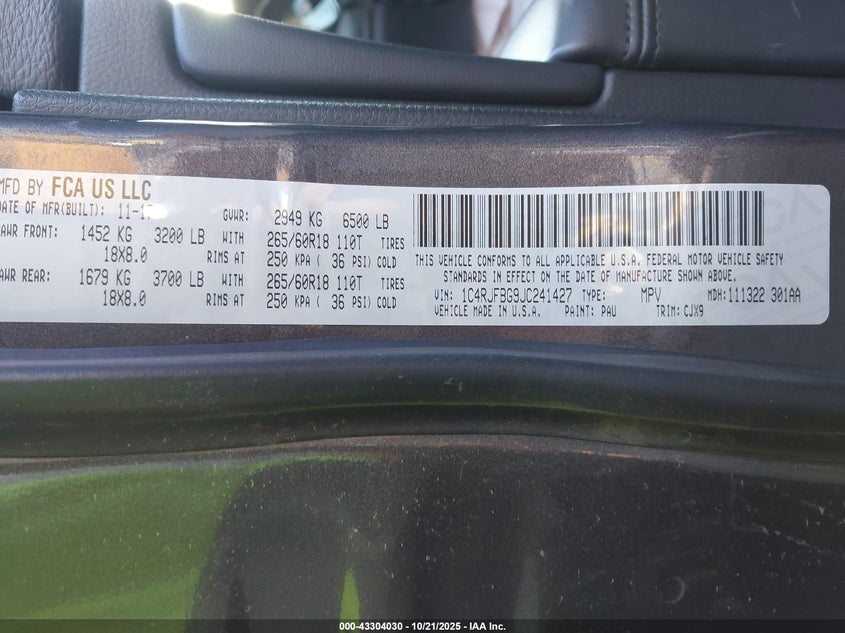 MFD BY FCA US LLC
DATE OF MFR(BUILT): 11-1 GVWR: 2949 KG 6500 LB
AWR FRONT: 1452 KG 3200 LB WITH 265/60R18 110T TIRES
18X8.0 RIMS AT 250 KPA ( 36 PSI) COLD
AWR REAR: 1679 KG 3700 LB WITH 265/60R18 110T TIRES
18X8.0 RIMS AT 250 KPA ( 36 PSI) COLD
THIS VEHICLE CONFORMS TO ALL APPLICABLE U.S.A. FEDERAL MOTOR VEHICLE SAFETY
STANDARDS IN EFFECT ON THE DATE OF MANUFACTURE SHOWN ABOVE.
VIN: 1C4RJFBG9JC241427 TYPE: MPV MDH:111322 301AA
VEHICLE MADE IN U.S.A. PAINT: PAU TRIM: CJX9
000-43304030 - 10/21/2025 - IAA Inc.